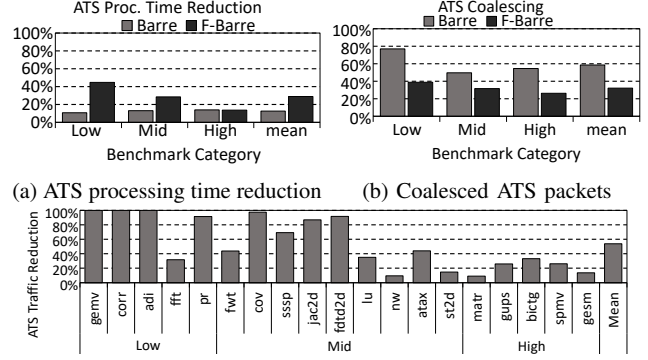 ATS Proc. Time Reduction
Barre F-Barre
100%
80%
60%
40%
20%
0%
Low Mid High mean
Benchmark Category
(a) ATS processing time reduction
ATS Coalescing
Barre F-Barre
100%
80%
60%
40%
20%
0%
Low Mid High mean
Benchmark Category
(b) Coalesced ATS packets
ATS Traffic Reduction
100%
80%
60%
40%
20%
0%
gemv corr adi fft pr fwt cov sssp jac2d fdtd2d lu nw atax st2d matr gups bictg spmv gesm Mean
Low Mid High